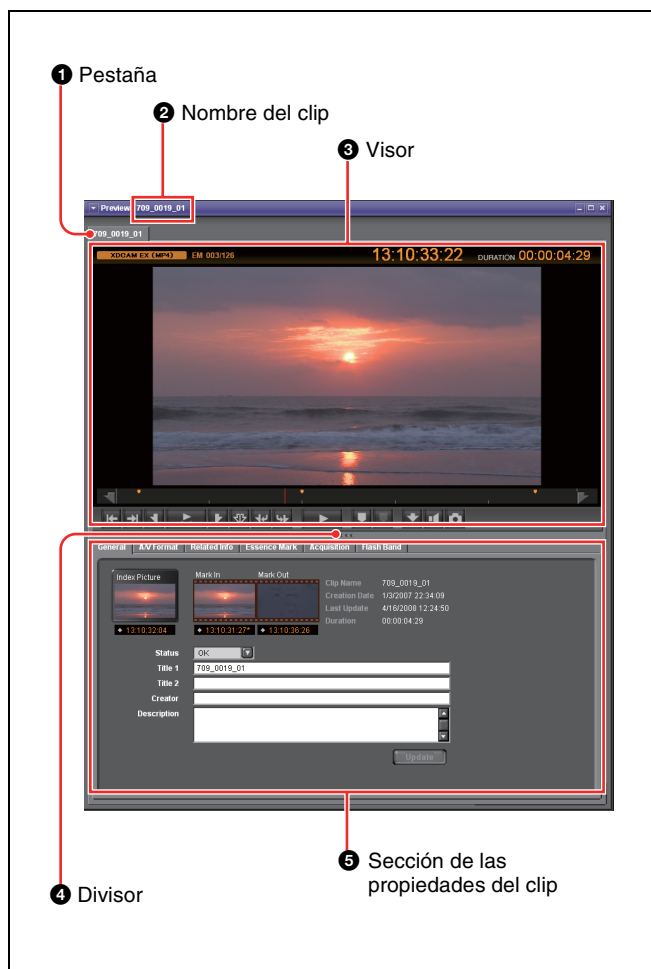 ❶ Pestaña
❷ Nombre del clip
❸ Visor
Preview: 709_0019_01
709_0019_01
XDCAM EX (MP4) EM 003/126 13:10:33:22 DURATION 00:00:04:29
General A/V Format Related Info Essence Mark Acquisition Flash Band
Index Picture Mark In Mark Out
Clip Name 709_0019_01
Creation Date 1/3/2007 22:34:09
Last Update 4/16/2008 12:24:50
Duration 00:00:04:29
13:10:32:04 13:10:31:27* 13:10:36:26
Status OK
Title 1 709_0019_01
Title 2
Creator
Description
Update
❺ Sección de las
propiedades del clip
❹ Divisor